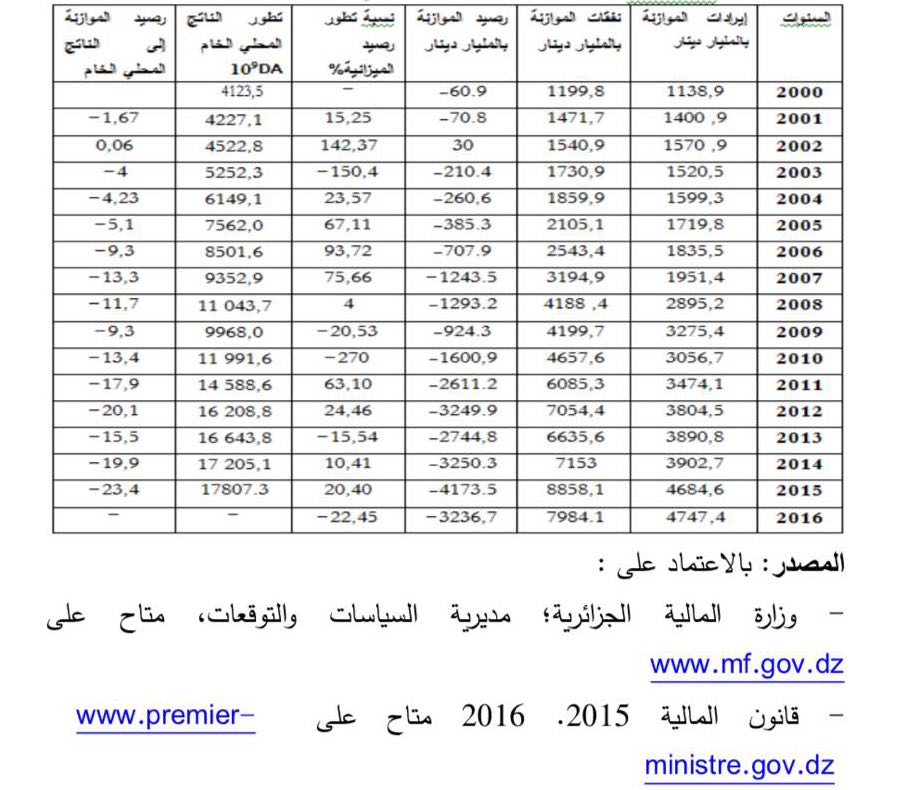 السنوات | إيرادات الموازنة بالمليار دينار | نفقات الموازنة بالمليار دينار | رصيد الموازنة بالمليار دينار | نسبة تطور رصيد الميزانية% | تطور الناتج المحلي الخام 10⁹DA | رصيد الموازنة إلى الناتج المحلي الخام
2000 | 1138,9 | 1199,8 | −60.9 | − | 4123,5 |
2001 | 1400 ,9 | 1471,7 | −70.8 | 15,25 | 4227,1 | −1,67
2002 | 1570 ,9 | 1540,9 | 30 | 142,37 | 4522,8 | 0,06
2003 | 1520,5 | 1730,9 | −210.4 | −150,4 | 5252,3 | −4
2004 | 1599,3 | 1859,9 | −260,6 | 23,57 | 6149,1 | −4,23
2005 | 1719,8 | 2105,1 | −385.3 | 67,11 | 7562,0 | −5,1
2006 | 1835,5 | 2543,4 | −707.9 | 93,72 | 8501,6 | −9,3
2007 | 1951,4 | 3194,9 | −1243.5 | 75,66 | 9352,9 | −13,3
2008 | 2895,2 | 4188 ,4 | −1293.2 | 4 | 11 043,7 | −11,7
2009 | 3275,4 | 4199,7 | −924.3 | −20,53 | 9968,0 | −9,3
2010 | 3056,7 | 4657,6 | −1600,9 | −270 | 11 991,6 | −13,4
2011 | 3474,1 | 6085,3 | −2611.2 | 63,10 | 14 588,6 | −17,9
2012 | 3804,5 | 7054,4 | −3249.9 | 24,46 | 16 208,8 | −20,1
2013 | 3890,8 | 6635,6 | −2744,8 | −15,54 | 16 643,8 | −15,5
2014 | 3902,7 | 7153 | −3250.3 | 10,41 | 17 205,1 | −19,9
2015 | 4684,6 | 8858,1 | −4173.5 | 20,40 | 17807.3 | −23,4
2016 | 4747,4 | 7984.1 | −3236,7 | −22,45 | − | −
المصدر: بالاعتماد على :
− وزارة المالية الجزائرية؛ مديرية السياسات والتوقعات، متاح على
www.mf.gov.dz
− قانون المالية 2015، 2016 متاح على www.premier−
ministre.gov.dz